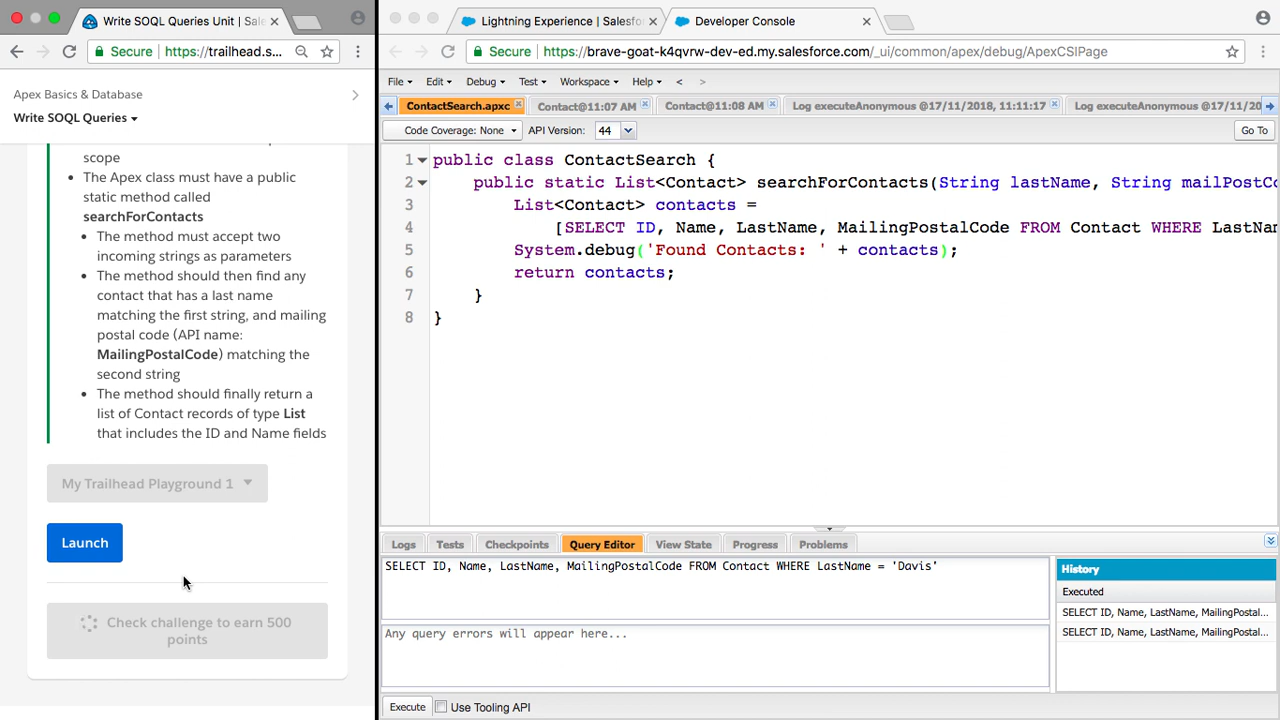 Write SOQL Queries Unit | Sales
Secure
https://trailhead.s...
Apex Basics & Database
Write SOQL Queries
scope
The Apex class must have a public
static method called
searchForContacts
The method must accept two
incoming strings as parameters
The method should then find any
contact that has a last name
matching the first string, and mailing
postal code (API name:
MailingPostalCode) matching the
second string
The method should finally return a
list of Contact records of type List
that includes the ID and Name fields
My Trailhead Playground 1
Launch
Check challenge to earn 500
points
Lightning Experience | Salesfo
Developer Console
Secure
https://brave-goat-k4qvrw-dev-ed.my.salesforce.com/_ui/common/apex/debug/ApexCSIPage
File Edit Debug Test Workspace Help < >
ContactSearch.apxc
Contact@11:07 AM
Contact@11:08 AM
Log executeAnonymous @17/11/2018, 11:11:17
Log executeAnonymous @17/11/20
Code Coverage: None
API Version:
44
Go To
1 public class ContactSearch {
2 public static List<Contact> searchForContacts(String lastName, String mailPostCo
3 List<Contact> contacts =
4 [SELECT ID, Name, LastName, MailingPostalCode FROM Contact WHERE LastNam
5 System.debug('Found Contacts: ' + contacts);
6 return contacts;
7 }
8 }
Logs
Tests
Checkpoints
Query Editor
View State
Progress
Problems
SELECT ID, Name, LastName, MailingPostalCode FROM Contact WHERE LastName = 'Davis'
Any query errors will appear here...
History
Executed
SELECT ID, Name, LastName, MailingPostal...
SELECT ID, Name, LastName, MailingPostal...
Execute
Use Tooling API